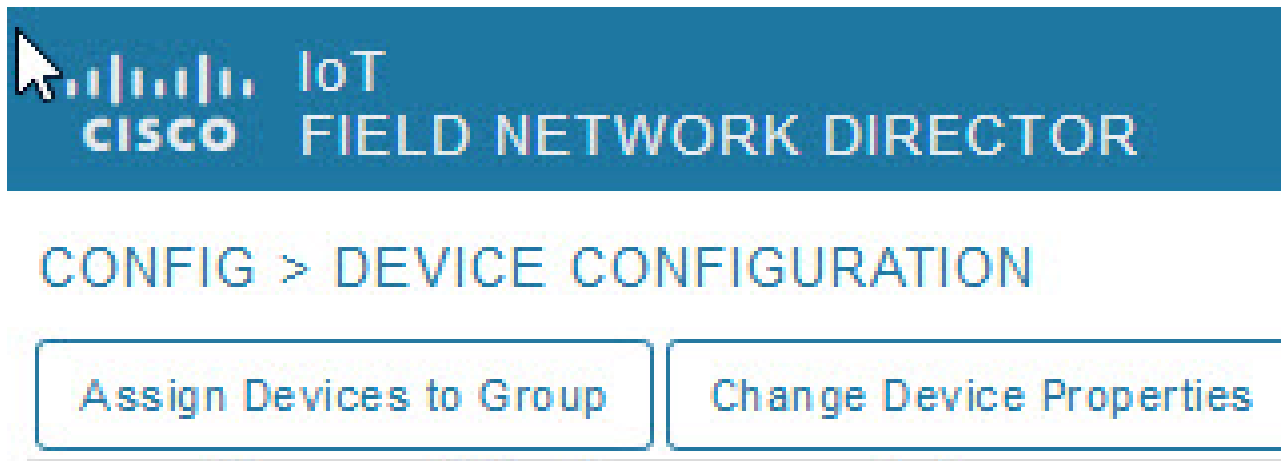 IoT
CISCO FIELD NETWORK DIRECTOR
CONFIG > DEVICE CONFIGURATION
Assign Devices to Group Change Device Properties